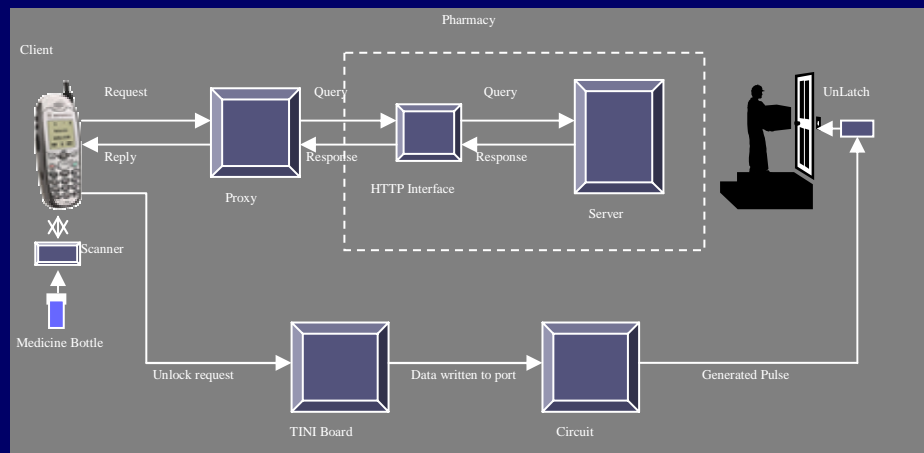 Pharmacy
Client
Request
Query
Query
UnLatch
Reply
Response
Response
HTTP Interface
Proxy
Server
Scanner
Medicine Bottle
Unlock request
Data written to port
Generated Pulse
TINI Board
Circuit